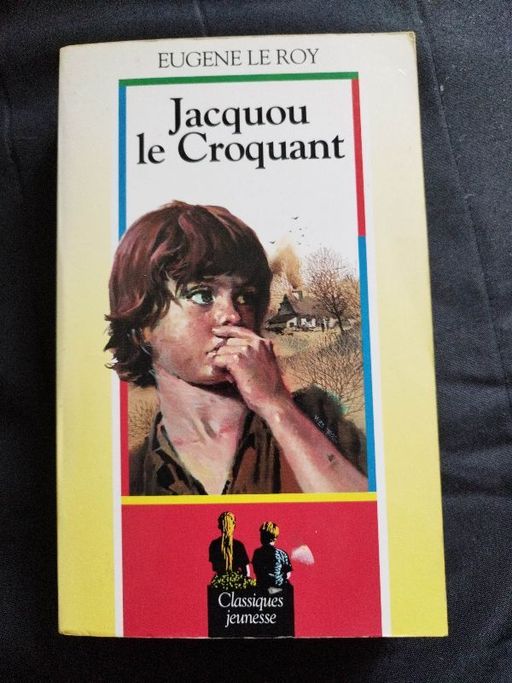 EUGENE LE ROY
Jacquou
le Croquant
Classiques
jeunesse